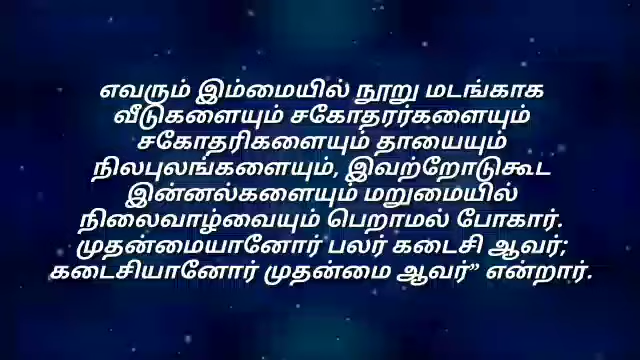 எவரும் இம்மையில் நூறு மடங்காக
வீடுகளையும் சகோதரர்களையும்
சகோதரிகளையும் தாயையும்
நிலபுலங்களையும், இவற்றோடுகூட
இன்னல்களையும் மறுமையில்
நிலைவாழ்வையும் பெறாமல் போகார்.
முதன்மையானோர் பலர் கடைசி ஆவர்;
கடைசியானோர் முதன்மை ஆவர்” என்றார்.